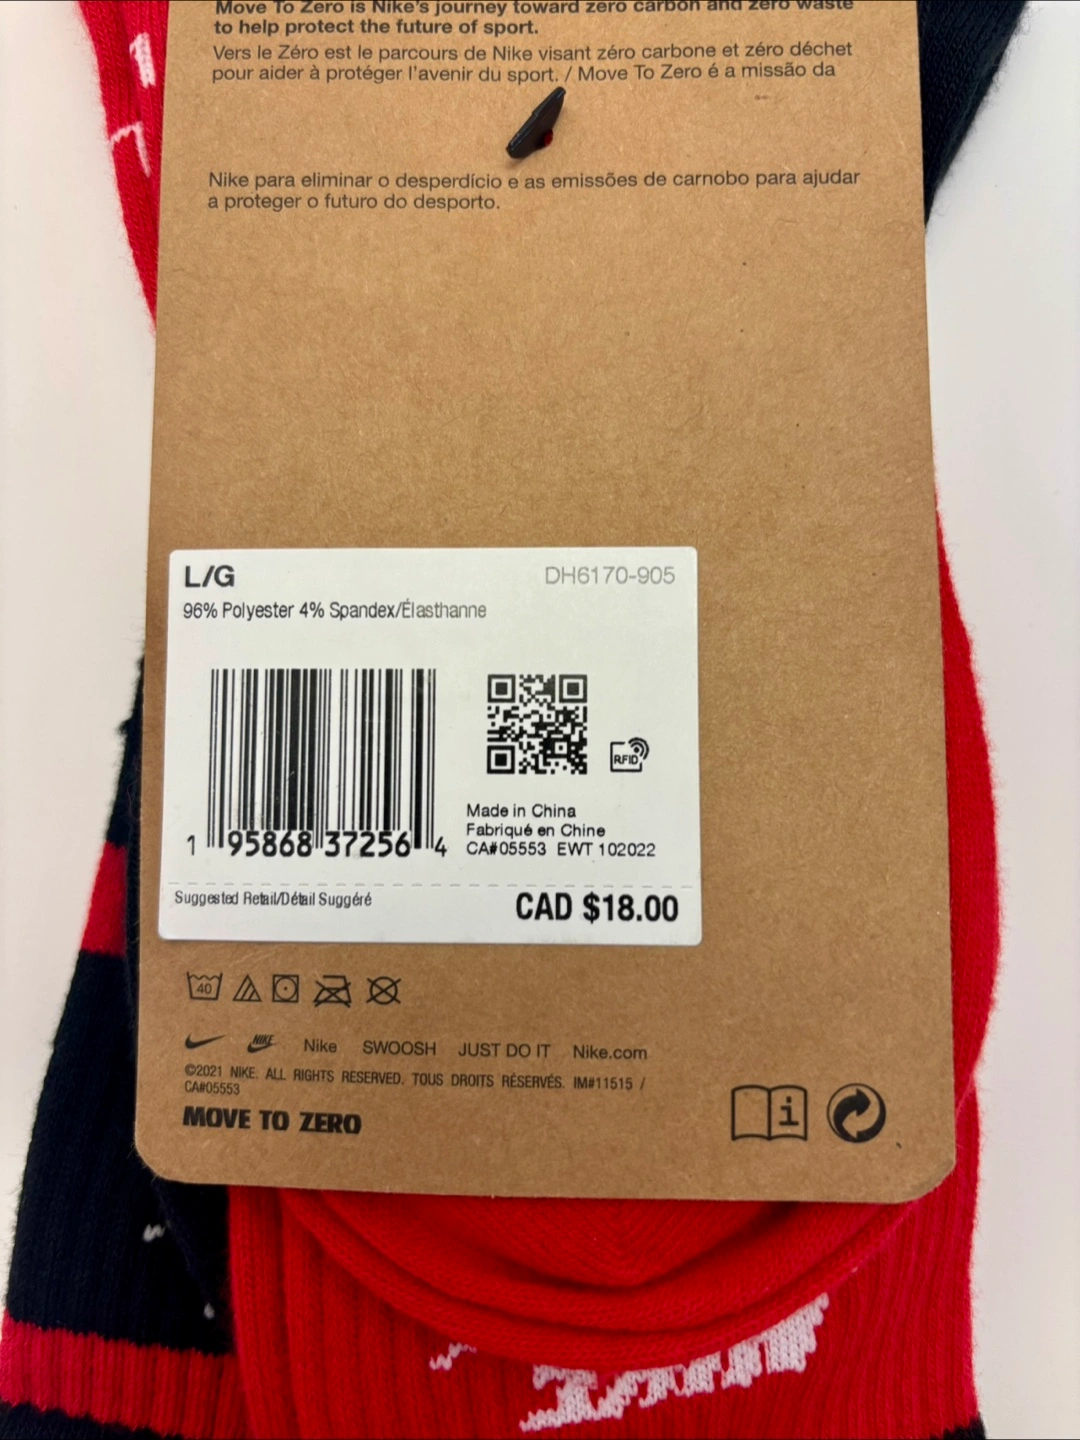 Move To Zero is Nike's journey toward zero carbon and zero waste
to help protect the future of sport.
Vers le Zéro est le parcours de Nike visant zéro carbone et zéro déchet
pour aider à protéger l'avenir du sport. / Move To Zero é a missão da
Nike para eliminar o desperdício e as emissões de carnobo para ajudar
a proteger o futuro do desporto.
L/G DH6170-905
96% Polyester 4% Spandex/Élasthanne
RFID
Made in China
Fabriqué en Chine
CA#05553 EWT 102022
1 95868 37256 4
Suggested Retail/Détail Suggéré CAD $18.00
40
NIKE Nike SWOOSH JUST DO IT Nike.com
©2021 NIKE. ALL RIGHTS RESERVED. TOUS DROITS RÉSERVÉS. IM#11515 /
CA#05553
MOVE TO ZERO
i